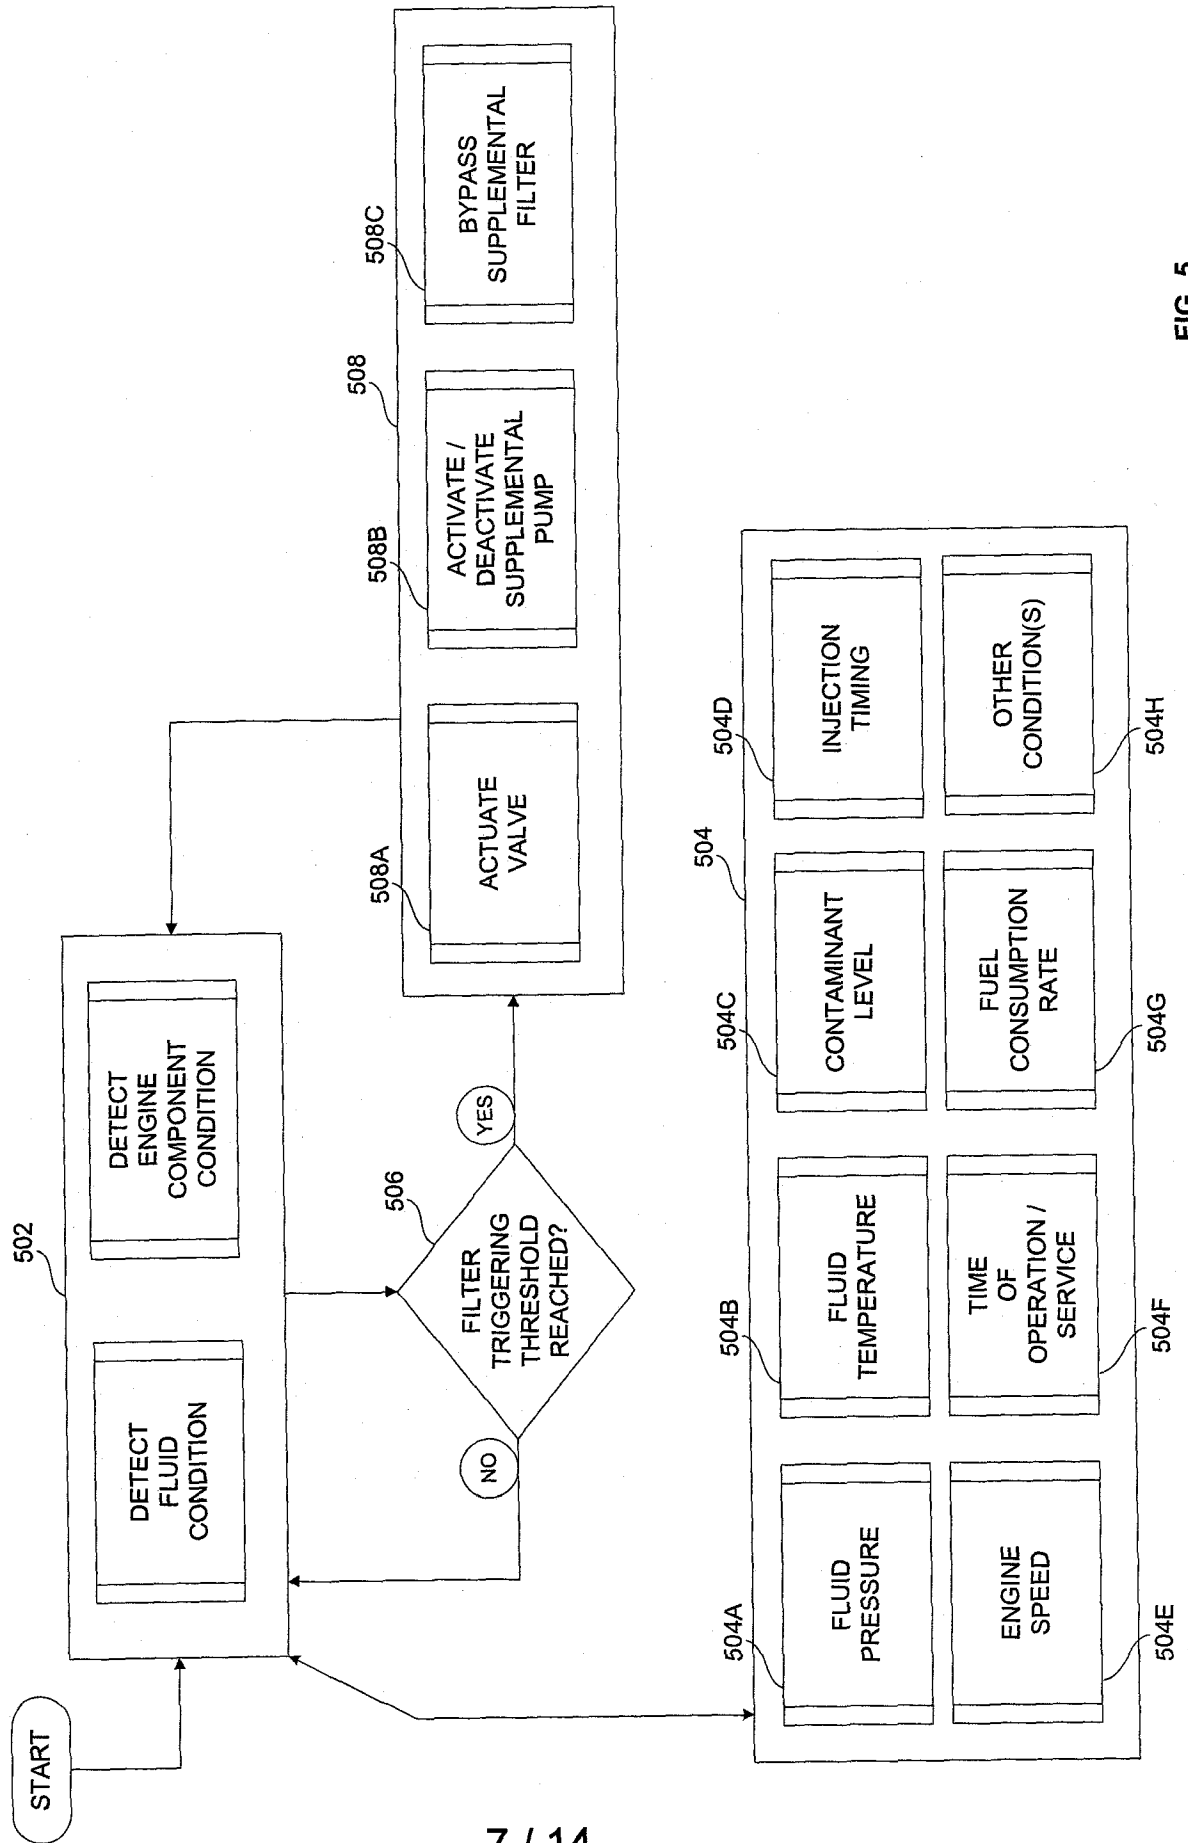 START
502
DETECT
FLUID
CONDITION
DETECT
ENGINE
COMPONENT
CONDITION
506
FILTER
TRIGGERING
THRESHOLD
REACHED?
NO
YES
508
508A
ACTUATE
VALVE
508B
ACTIVATE /
DEACTIVATE
SUPPLEMENTAL
PUMP
508C
BYPASS
SUPPLEMENTAL
FILTER
504
504A
FLUID
PRESSURE
504B
FLUID
TEMPERATURE
504C
CONTAMINANT
LEVEL
504D
INJECTION
TIMING
ENGINE
SPEED
504E
TIME
OF
OPERATION /
SERVICE
504F
FUEL
CONSUMPTION
RATE
504G
OTHER
CONDITION(S)
504H
FIG. 5
7 / 14